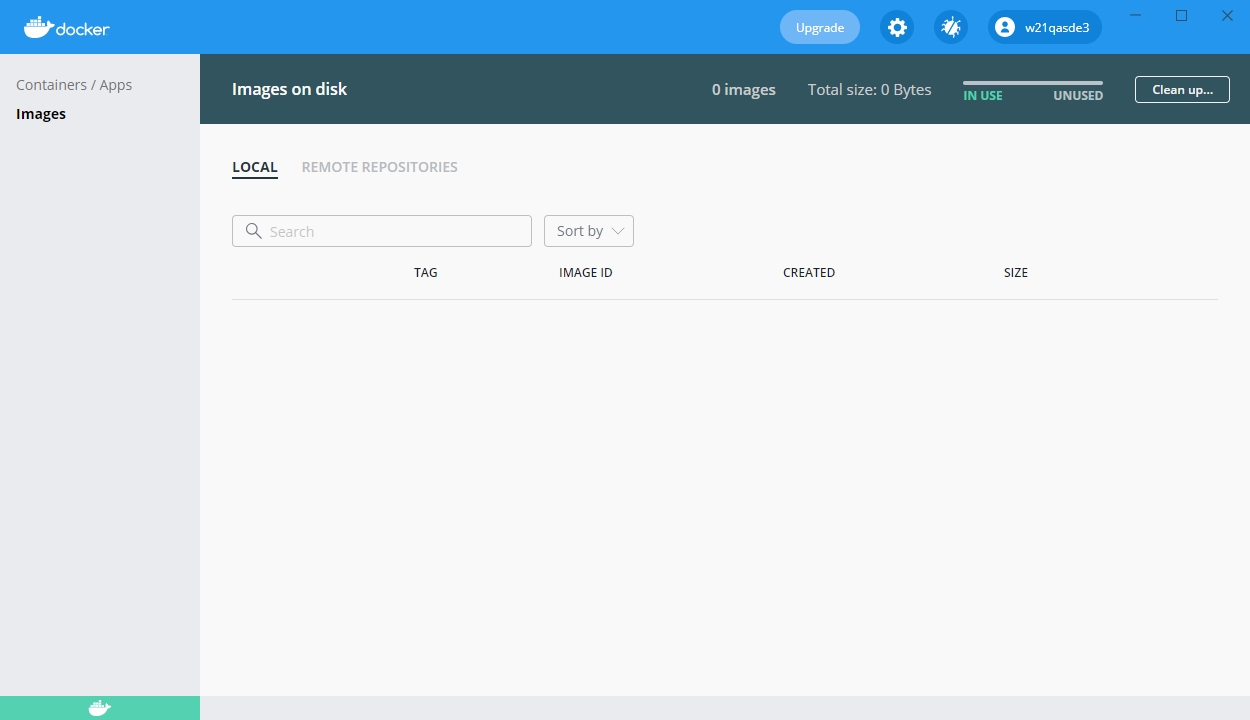 docker
Upgrade
w21qasde3
Containers / Apps
Images
Images on disk
0 images
Total size: 0 Bytes
IN USE
UNUSED
Clean up...
LOCAL
REMOTE REPOSITORIES
Search
Sort by
TAG
IMAGE ID
CREATED
SIZE